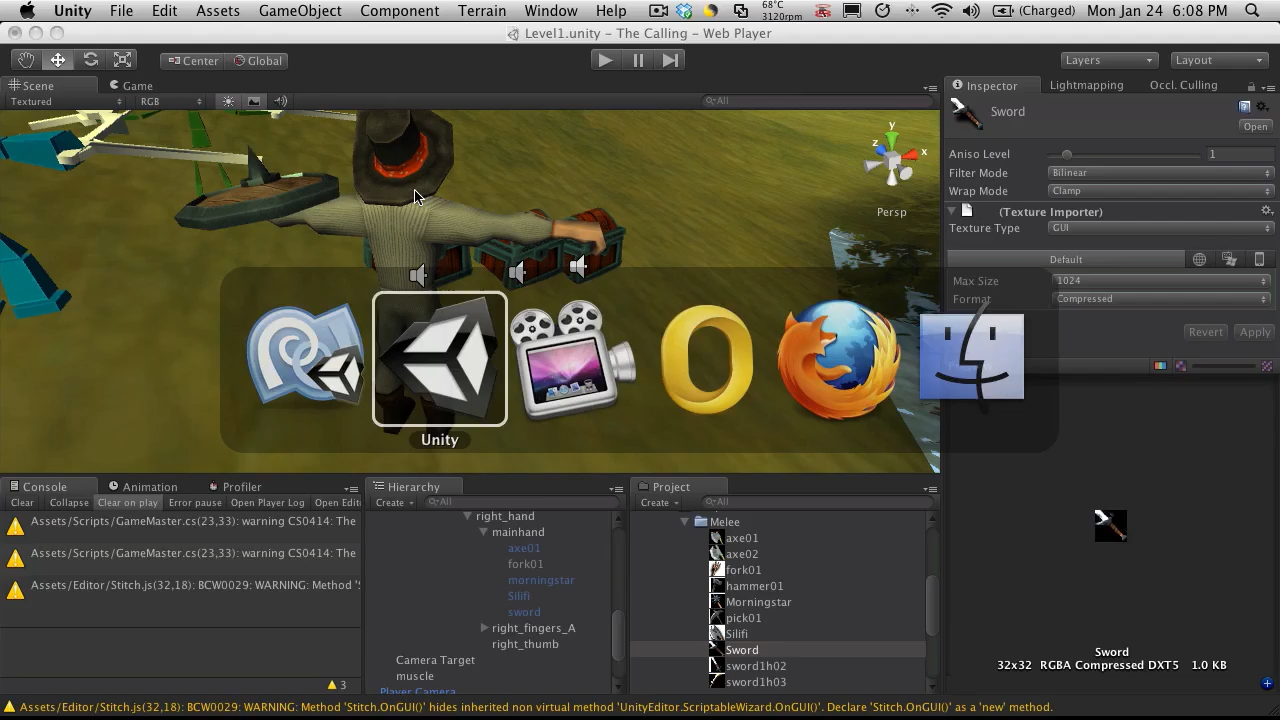 Unity File Edit Assets GameObject Component Terrain Window Help 68°C 3120rpm (Charged) Mon Jan 24 6:08 PM
Level1.unity – The Calling – Web Player
Center Global Layers Layout
Scene Game Inspector Lightmapping Occl. Culling
Textured RGB All
Sword
Open
y
z x
Persp
Aniso Level 1
Filter Mode Bilinear
Wrap Mode Clamp
(Texture Importer)
Texture Type GUI
Default
Max Size 1024
Format Compressed
Revert Apply
Unity
Console Animation Profiler Hierarchy Project
Clear Collapse Clear on play Error pause Open Player Log Open Edit Create All Create All
Assets/Scripts/GameMaster.cs(23,33): warning CS0414: The
Assets/Scripts/GameMaster.cs(23,33): warning CS0414: The
Assets/Editor/Stitch.js(32,18): BCW0029: WARNING: Method 'S
3
right_hand
mainhand
axe01
fork01
morningstar
Silifi
sword
right_fingers_A
right_thumb
Camera Target
muscle
Player Camera
Melee
axe01
axe02
fork01
hammer01
Morningstar
pick01
Silifi
Sword
sword1h02
sword1h03
Sword
32x32 RGBA Compressed DXT5 1.0 KB
Assets/Editor/Stitch.js(32,18): BCW0029: WARNING: Method 'Stitch.OnGUI()' hides inherited non virtual method 'UnityEditor.ScriptableWizard.OnGUI()'. Declare 'Stitch.OnGUI()' as a 'new' method.